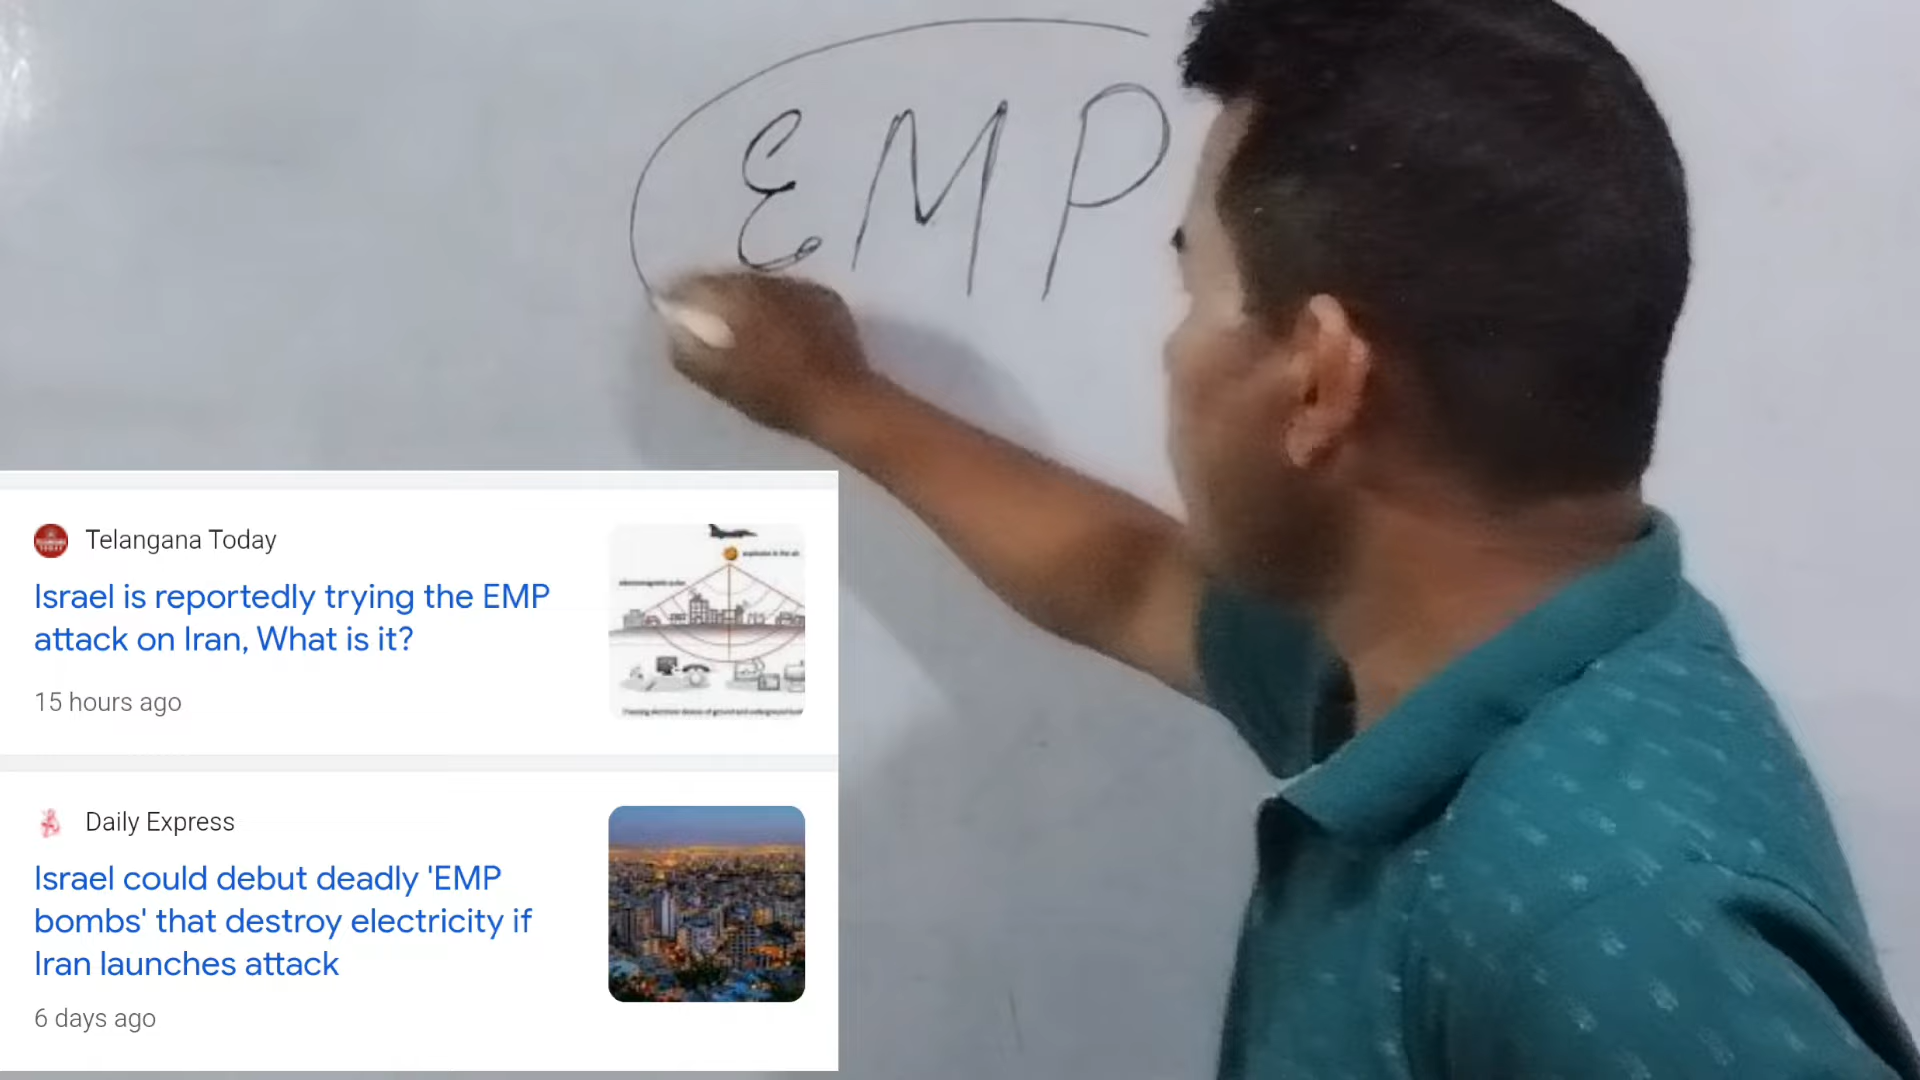 EMP
Telangana Today
Israel is reportedly trying the EMP
attack on Iran, What is it?
15 hours ago
Daily Express
Israel could debut deadly 'EMP
bombs' that destroy electricity if
Iran launches attack
6 days ago